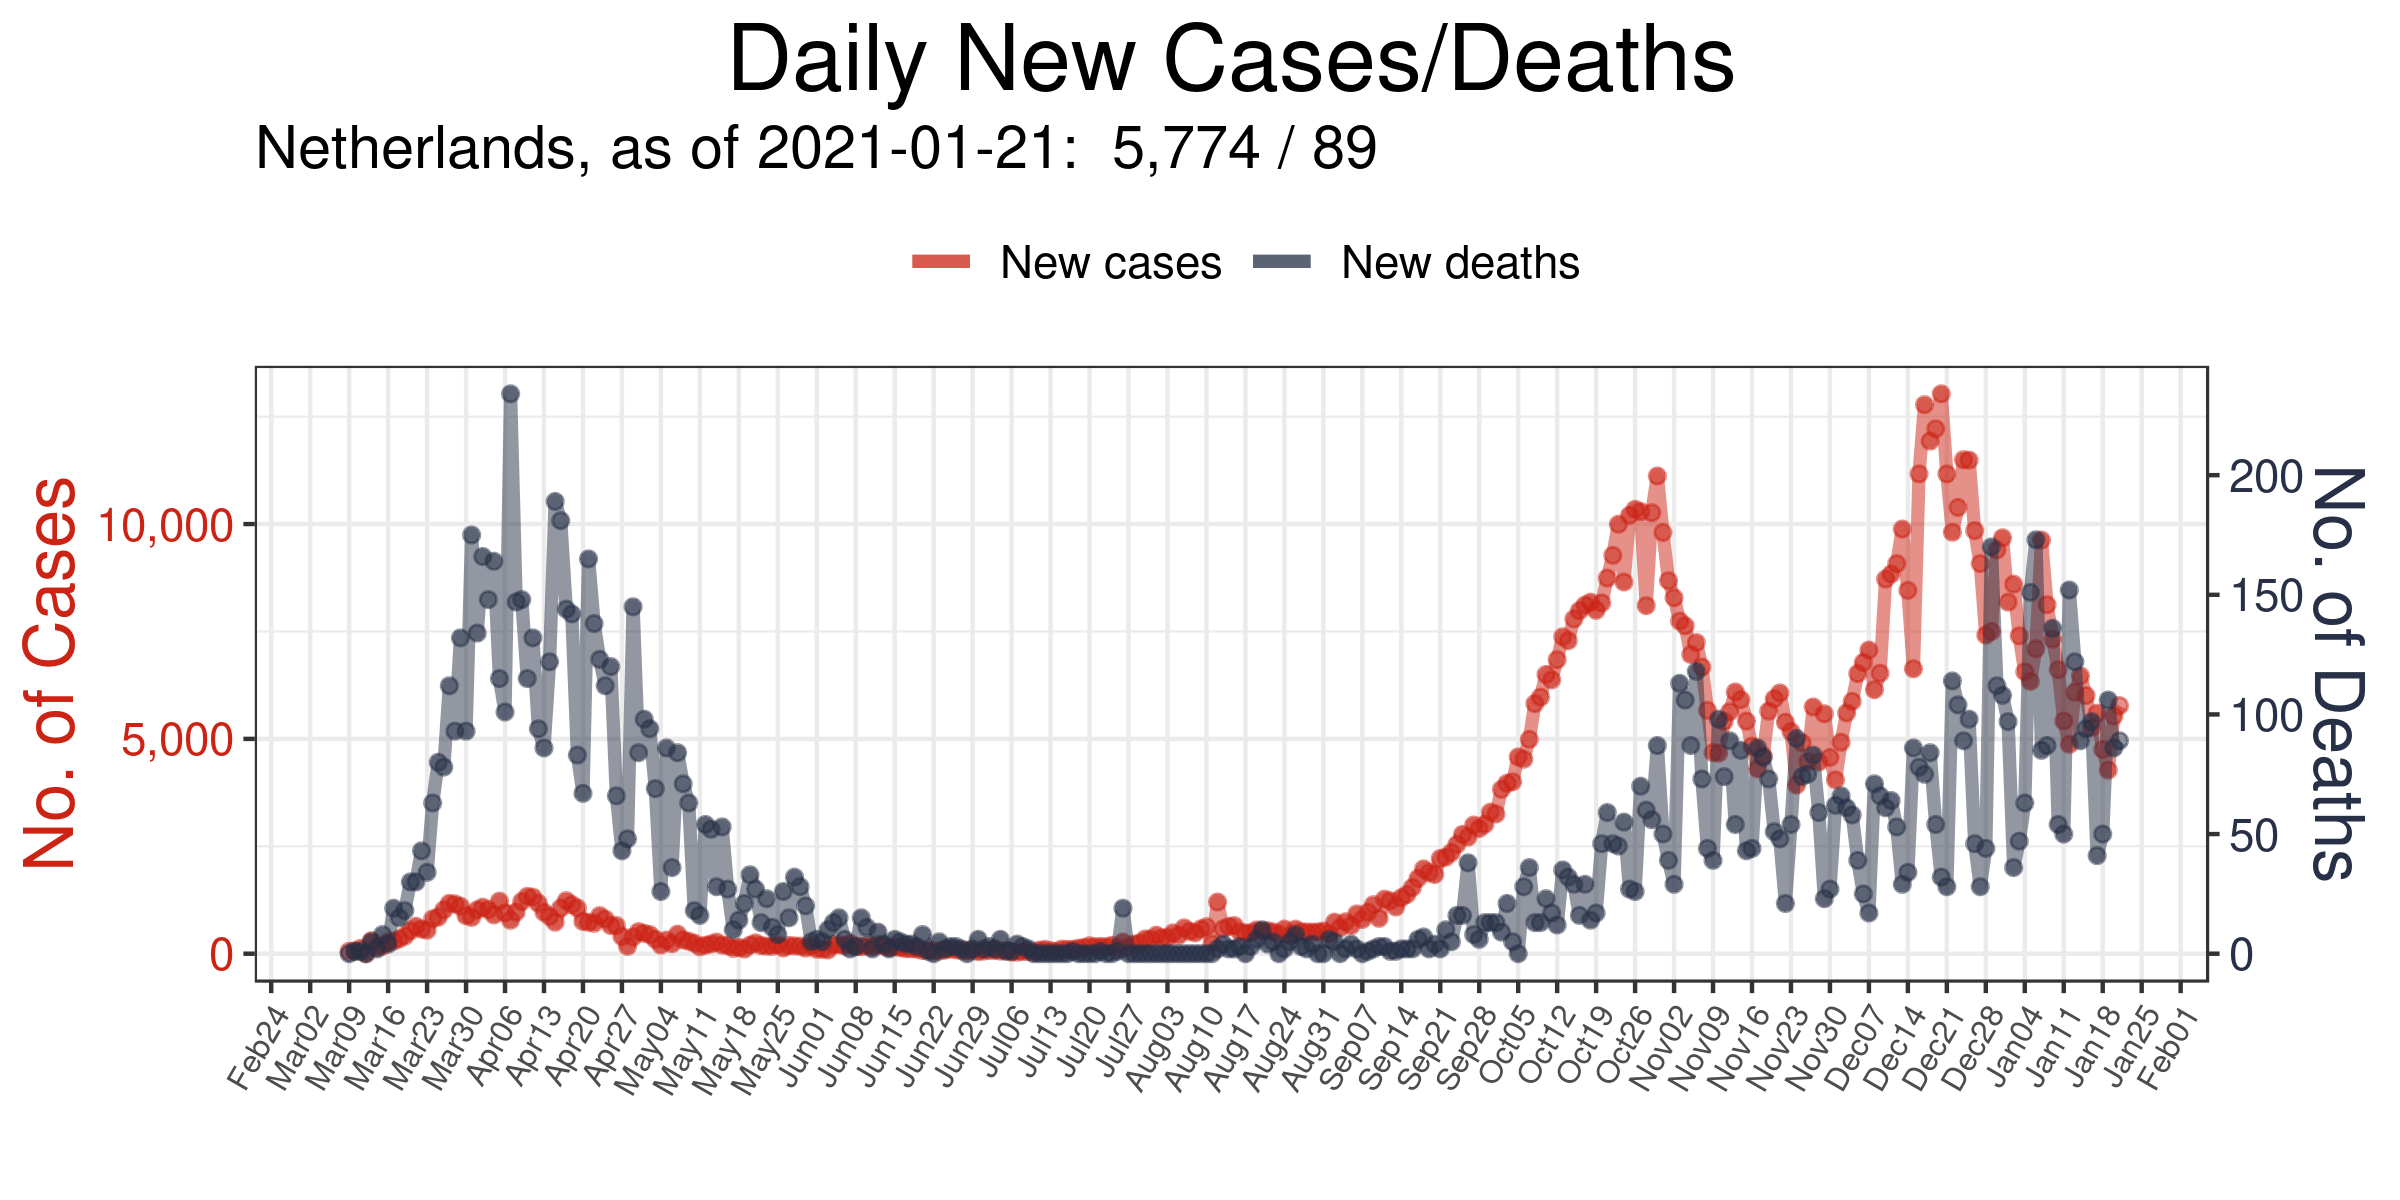 Daily New Cases/Deaths
Netherlands, as of 2021-01-21:  5,774 / 89
New cases New deaths
No. of Cases
10,000
5,000
0
200
150
100
50
0
No. of Deaths
Feb24 Mar02 Mar09 Mar16 Mar23 Mar30 Apr06 Apr13 Apr20 Apr27 May04 May11 May18 May25 Jun01 Jun08 Jun15 Jun22 Jun29 Jul06 Jul13 Jul20 Jul27 Aug03 Aug10 Aug17 Aug24 Aug31 Sep07 Sep14 Sep21 Sep28 Oct05 Oct12 Oct19 Oct26 Nov02 Nov09 Nov16 Nov23 Nov30 Dec07 Dec14 Dec21 Dec28 Jan04 Jan11 Jan18 Jan25 Feb01